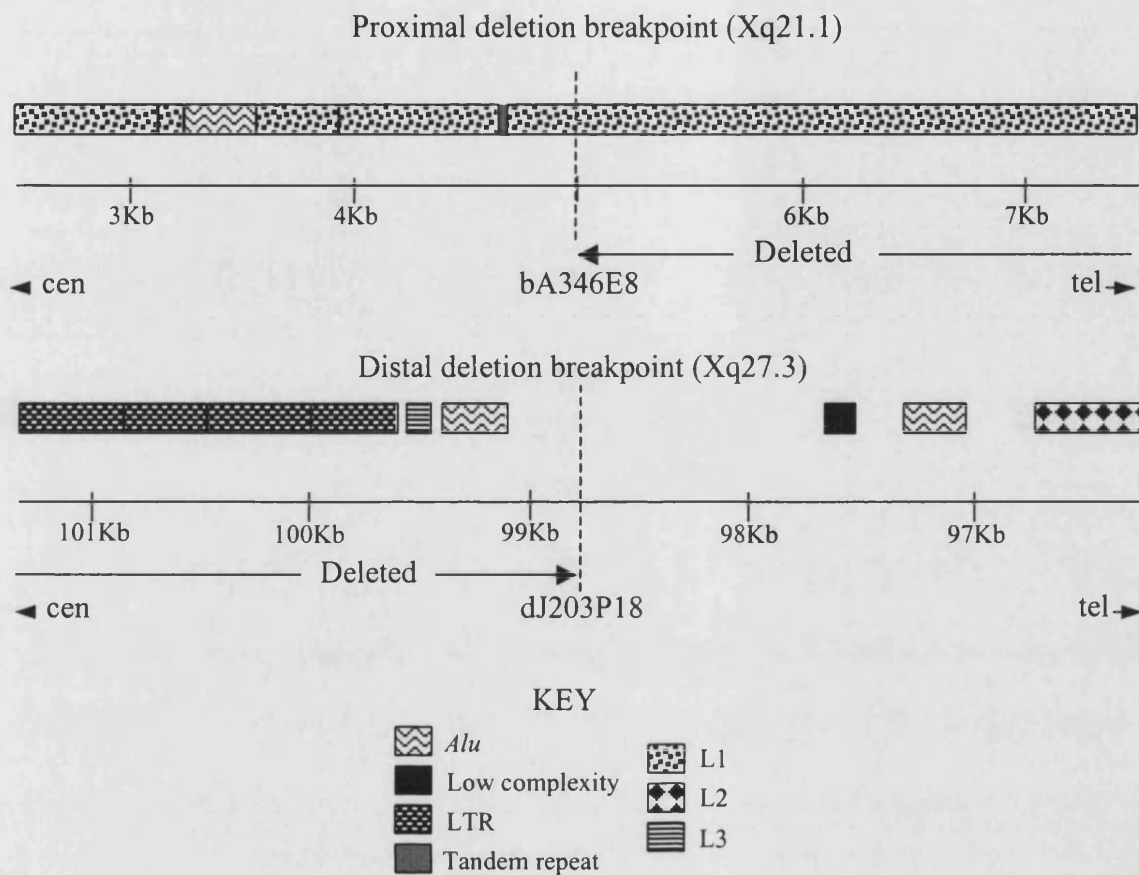 Proximal deletion breakpoint (Xq21.1)
3Kb 4Kb 6Kb 7Kb
Deleted
cen bA346E8 tel
Distal deletion breakpoint (Xq27.3)
101Kb 100Kb 99Kb 98Kb 97Kb
Deleted
cen dJ203P18 tel
KEY
Alu
Low complexity
LTR
Tandem repeat
L1
L2
L3